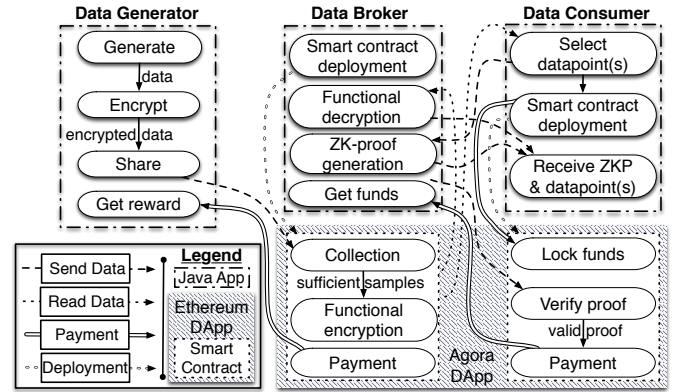 Data Generator
Generate
data
Encrypt
encrypted data
Share
Get reward
Data Broker
Smart contract
deployment
Functional
decryption
ZK-proof
generation
Get funds
Data Consumer
Select
datapoint(s)
Smart contract
deployment
Receive ZKP
& datapoint(s)
Collection
sufficient samples
Functional
encryption
Payment
Agora
DApp
Lock funds
Verify proof
valid proof
Payment
Legend
Send Data
Read Data
Payment
Deployment
Java App
Ethereum
DApp
Smart
Contract